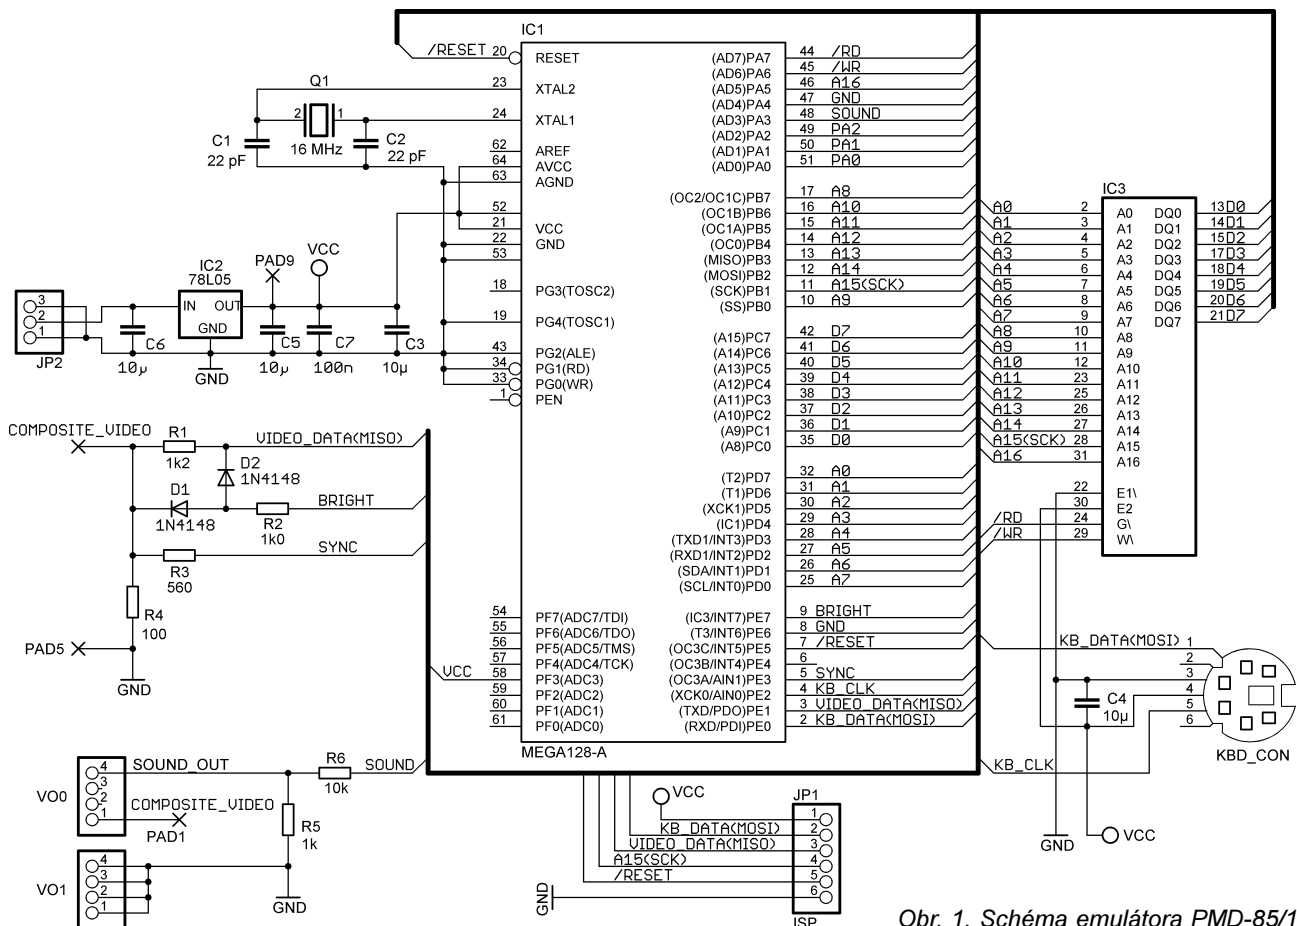 IC1
/RESET 20 RESET
23 XTAL2
24 XTAL1
62 AREF
64 AVCC
63 AGND
52
21 VCC
22 GND
53
18 PG3(TOSC2)
19 PG4(TOSC1)
43 PG2(ALE)
34 PG1(RD)
33 PG0(WR)
1 PEN
54 PF7(ADC7/TDI)
55 PF6(ADC6/TDO)
56 PF5(ADC5/TMS)
57 PF4(ADC4/TCK)
VCC 58 PF3(ADC3)
59 PF2(ADC2)
60 PF1(ADC1)
61 PF0(ADC0)
MEGA128-A
(AD7)PA7 44 /RD
(AD6)PA6 45 /WR
(AD5)PA5 46 A16
(AD4)PA4 47 GND
(AD3)PA3 48 SOUND
(AD2)PA2 49 PA2
(AD1)PA1 50 PA1
(AD0)PA0 51 PA0
(OC2/OC1C)PB7 17 A8
(OC1B)PB6 16 A10
(OC1A)PB5 15 A11
(OC0)PB4 14 A12
(MISO)PB3 13 A13
(MOSI)PB2 12 A14
(SCK)PB1 11 A15(SCK)
(SS)PB0 10 A9
(A15)PC7 42 D7
(A14)PC6 41 D6
(A13)PC5 40 D5
(A12)PC4 39 D4
(A11)PC3 38 D3
(A10)PC2 37 D2
(A9)PC1 36 D1
(A8)PC0 35 D0
(T2)PD7 32 A0
(T1)PD6 31 A1
(XCK1)PD5 30 A2
(IC1)PD4 29 A3
(TXD1/INT3)PD3 28 A4
(RXD1/INT2)PD2 27 A5
(SDA/INT1)PD1 26 A6
(SCL/INT0)PD0 25 A7
(IC3/INT7)PE7 9 BRIGHT
(T3/INT6)PE6 8 GND
(OC3C/INT5)PE5 7 /RESET
(OC3B/INT4)PE4 6
(OC3A/AIN1)PE3 5 SYNC
(XCK0/AIN0)PE2 4 KB_CLK
(TXD/PDO)PE1 3 VIDEO_DATA(MISO)
(RXD/PDI)PE0 2 KB_DATA(MOSI)
Q1
2 1
16 MHz
C1
22 pF
C2
22 pF
VCC
PAD9
IC2
78L05
IN OUT
GND
JP2
3
2
1
C6
10µ
GND
C5
10µ
C7
100n
C3
10µ
COMPOSITE_VIDEO
R1
1k2
VIDEO_DATA(MISO)
D2
1N4148
D1
1N4148
R2
1k0
BRIGHT
R3
560
SYNC
R4
100
PAD5
GND
VO0
4
3
2
1
SOUND_OUT
R6
10k
SOUND
COMPOSITE_VIDEO
PAD1
R5
1k
VO1
4
3
2
1
GND
IC3
A0 2 A0 DQ0 13 D0
A1 3 A1 DQ1 14 D1
A2 4 A2 DQ2 15 D2
A3 5 A3 DQ3 17 D3
A4 6 A4 DQ4 18 D4
A5 7 A5 DQ5 19 D5
A6 8 A6 DQ6 20 D6
A7 9 A7 DQ7 21 D7
A8 10 A8
A9 11 A9
A10 12 A10
A11 23 A11
A12 25 A12
A13 26 A13
A14 27 A14
A15(SCK) 28 A15
A16 31 A16
22 E1\
30 E2
/RD 24 G\
/WR 29 W\
KB_DATA(MOSI) 1
2
3
4
5
6
C4
10µ
KBD_CON
KB_CLK
GND
VCC
VCC
JP1
1
KB_DATA(MOSI) 2
VIDEO_DATA(MISO) 3
A15(SCK) 4
/RESET 5
GND 6
ISP
Obr. 1. Schéma emulátora PMD-85/1